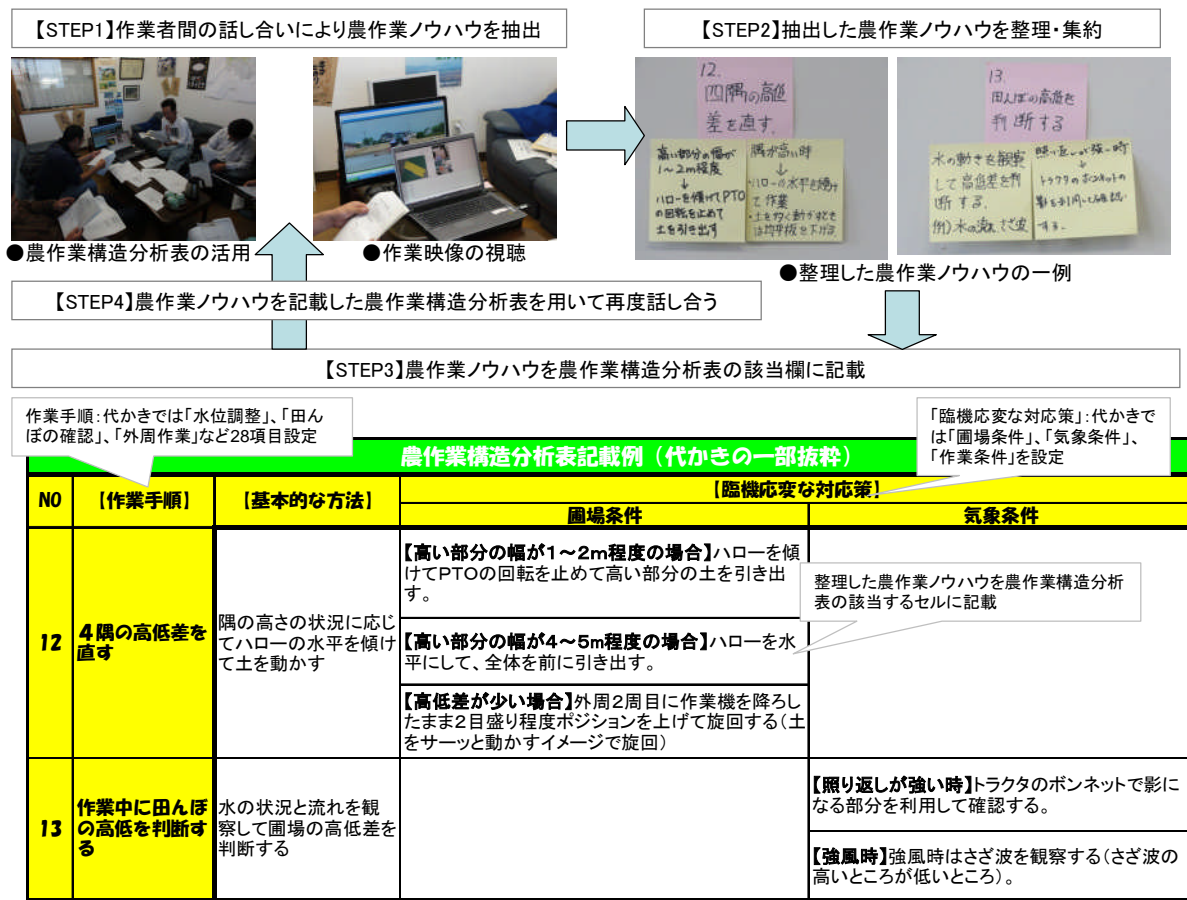 【STEP1】作業者間の話し合いにより農作業ノウハウを抽出
【STEP2】抽出した農作業ノウハウを整理・集約
12.
四隅の高低
差を直す.
高い部分の幅が
1～2m程度
↓
ハローを傾けてPTO
の回転を止めて
土を引き出す
隅が高い時
↓
・ハローの水平を傾け
て作業
・土を
は均平板を下げる
13.
田んぼの高低を
判断する
水の動きを観察
して高低差を判
断する.
例)水の流れ、さざ波
照り返しが強い時
↓
トラクタのボンネットの
影を利用して確認
する.
●農作業構造分析表の活用
●作業映像の視聴
●整理した農作業ノウハウの一例
【STEP4】農作業ノウハウを記載した農作業構造分析表を用いて再度話し合う
【STEP3】農作業ノウハウを農作業構造分析表の該当欄に記載
作業手順：代かきでは「水位調整」、「田ん
ぼの確認」、「外周作業」など28項目設定
「臨機応変な対応策」：代かきで
は「圃場条件」、「気象条件」、
「作業条件」を設定
農作業構造分析表記載例（代かきの一部抜粋）
NO
【作業手順】
【基本的な方法】
【臨機応変な対応策】
圃場条件
気象条件
12
4隅の高低差を
直す
隅の高さの状況に応じ
てハローの水平を傾け
て土を動かす
【高い部分の幅が１～２ｍ程度の場合】ハローを傾
けてPTOの回転を止めて高い部分の土を引き出
す。
【高い部分の幅が４～５ｍ程度の場合】ハローを水
平にして、全体を前に引き出す。
【高低差が少い場合】外周２周目に作業機を降ろし
たまま２目盛り程度ポジションを上げて旋回する（土
をサーッと動かすイメージで旋回）
整理した農作業ノウハウを農作業構造分析
表の該当するセルに記載
13
作業中に田んぼ
の高低を判断す
る
水の状況と流れを観
察して圃場の高低差を
判断する
【照り返しが強い時】トラクタのボンネットで影に
なる部分を利用して確認する。
【強風時】強風時はさざ波を観察する（さざ波の
高いところが低いところ）。